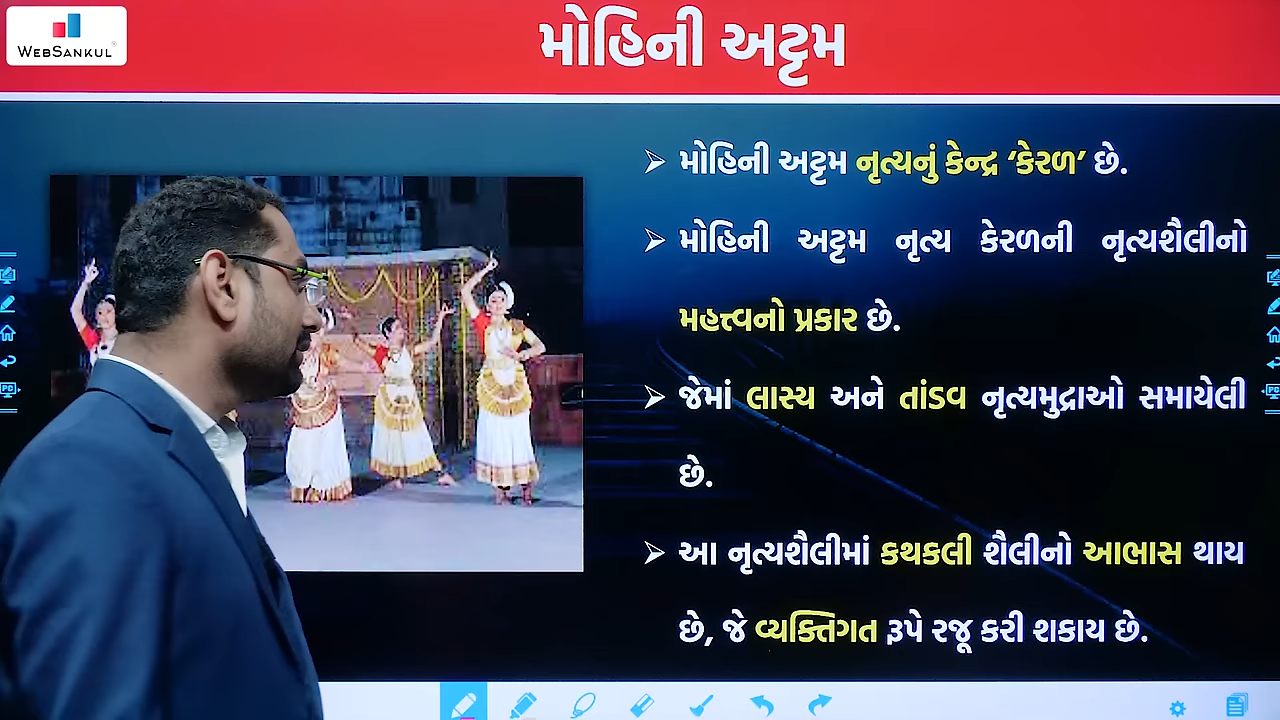 WEBSANKUL
મોહિની અટ્ટમ
➢ મોહિની અટ્ટમ નૃત્યનું કેન્દ્ર ‘કેરળ’ છે.
➢ મોહિની અટ્ટમ નૃત્ય કેરળની નૃત્યશૈલીનો
મહત્ત્વનો પ્રકાર છે.
➢ જેમાં લાસ્ય અને તાંડવ નૃત્યમુદ્રાઓ સમાયેલી
છે.
➢ આ નૃત્યશૈલીમાં કથકલી શૈલીનો આભાસ થાય
છે, જે વ્યક્તિગત રૂપે રજૂ કરી શકાય છે.